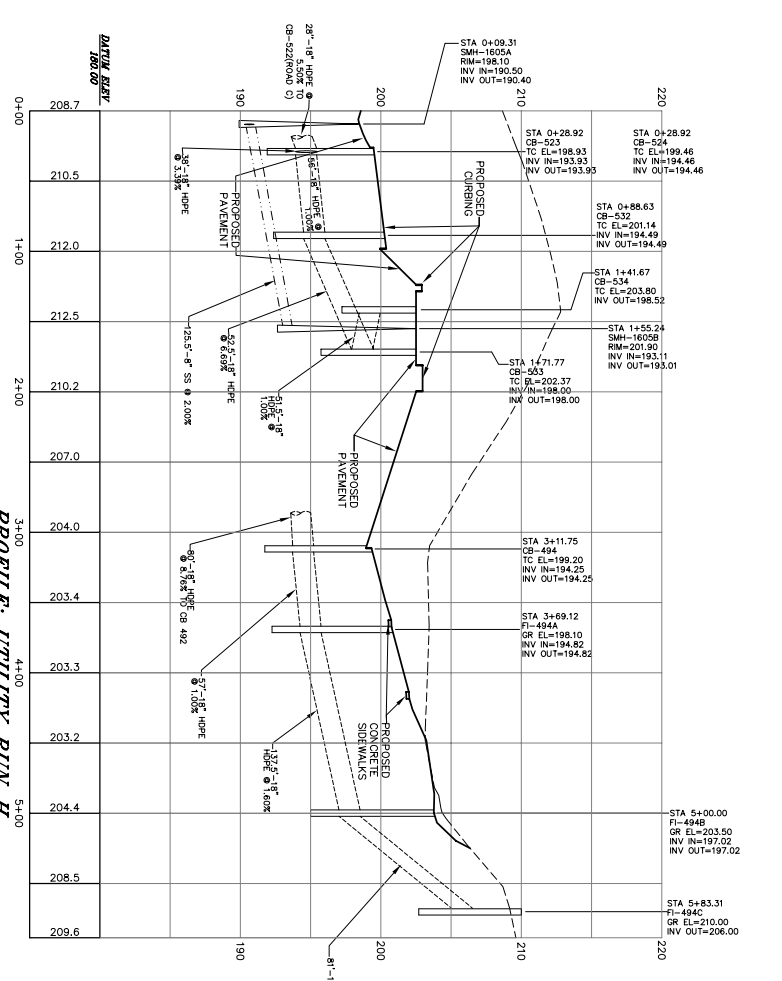 STA 0+09.31
SMH-1605A
RIM=198.10
INV IN=190.50
INV OUT=190.40
STA 0+28.92
CB-523
TC EL=198.93
INV IN=193.93
INV OUT=193.93
STA 0+28.92
CB-524
TC EL=199.46
INV IN=194.46
INV OUT=194.46
STA 0+88.63
CB-532
TC EL=201.14
INV IN=194.49
INV OUT=194.49
STA 1+41.67
CB-534
TC EL=203.80
INV OUT=198.52
STA 1+55.24
SMH-1605B
RIM=201.90
INV IN=193.11
INV OUT=193.01
STA 1+71.77
CB-533
TC EL=202.37
INV IN=198.00
INV OUT=198.00
STA 3+11.75
CB-494
TC EL=199.20
INV IN=194.25
INV OUT=194.25
STA 3+69.12
FI-494A
GR EL=198.10
INV IN=194.82
INV OUT=194.82
STA 5+00.00
FI-494B
GR EL=203.50
INV IN=197.02
INV OUT=197.02
STA 5+83.31
FI-494C
GR EL=210.00
INV OUT=206.00
28"-18" HDPE @
5.50% TO
CB-522(ROAD C)
38'-18" HDPE
@ 3.39%
56'-18" HDPE @
1.00%
PROPOSED
PAVEMENT
PROPOSED
CURBING
125.5'-8" SS @ 2.00%
52.5'-18" HDPE
@ 6.69%
51.5'-18"
HDPE @
1.00%
PROPOSED
PAVEMENT
80'-18" HDPE
@ 8.76% TO CB 492
57'-18" HDPE
@ 1.00%
137.5'-18"
HDPE @ 1.60%
PROPOSED
CONCRETE
SIDEWALKS
81'-1
220
220
210
210
200
200
190
190
DATUM ELEV
180.00
208.7
210.5
212.0
212.5
210.2
207.0
204.0
203.4
203.3
203.2
204.4
208.5
209.6
0+00
1+00
2+00
3+00
4+00
5+00
PROFILE: UTILITY RUN H